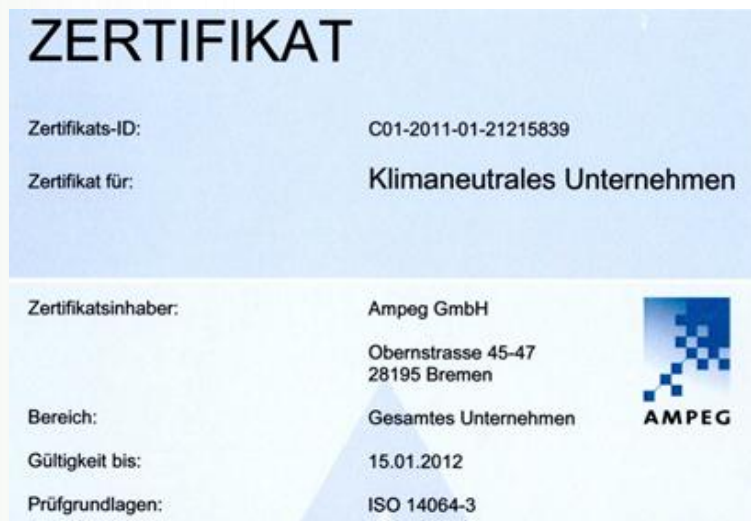 ZERTIFIKAT
Zertifikats-ID: C01-2011-01-21215839
Zertifikat für: Klimaneutrales Unternehmen
Zertifikatsinhaber: Ampeg GmbH
Obernstrasse 45-47
28195 Bremen
AMPEG
Bereich: Gesamtes Unternehmen
Gültigkeit bis: 15.01.2012
Prüfgrundlagen: ISO 14064-3